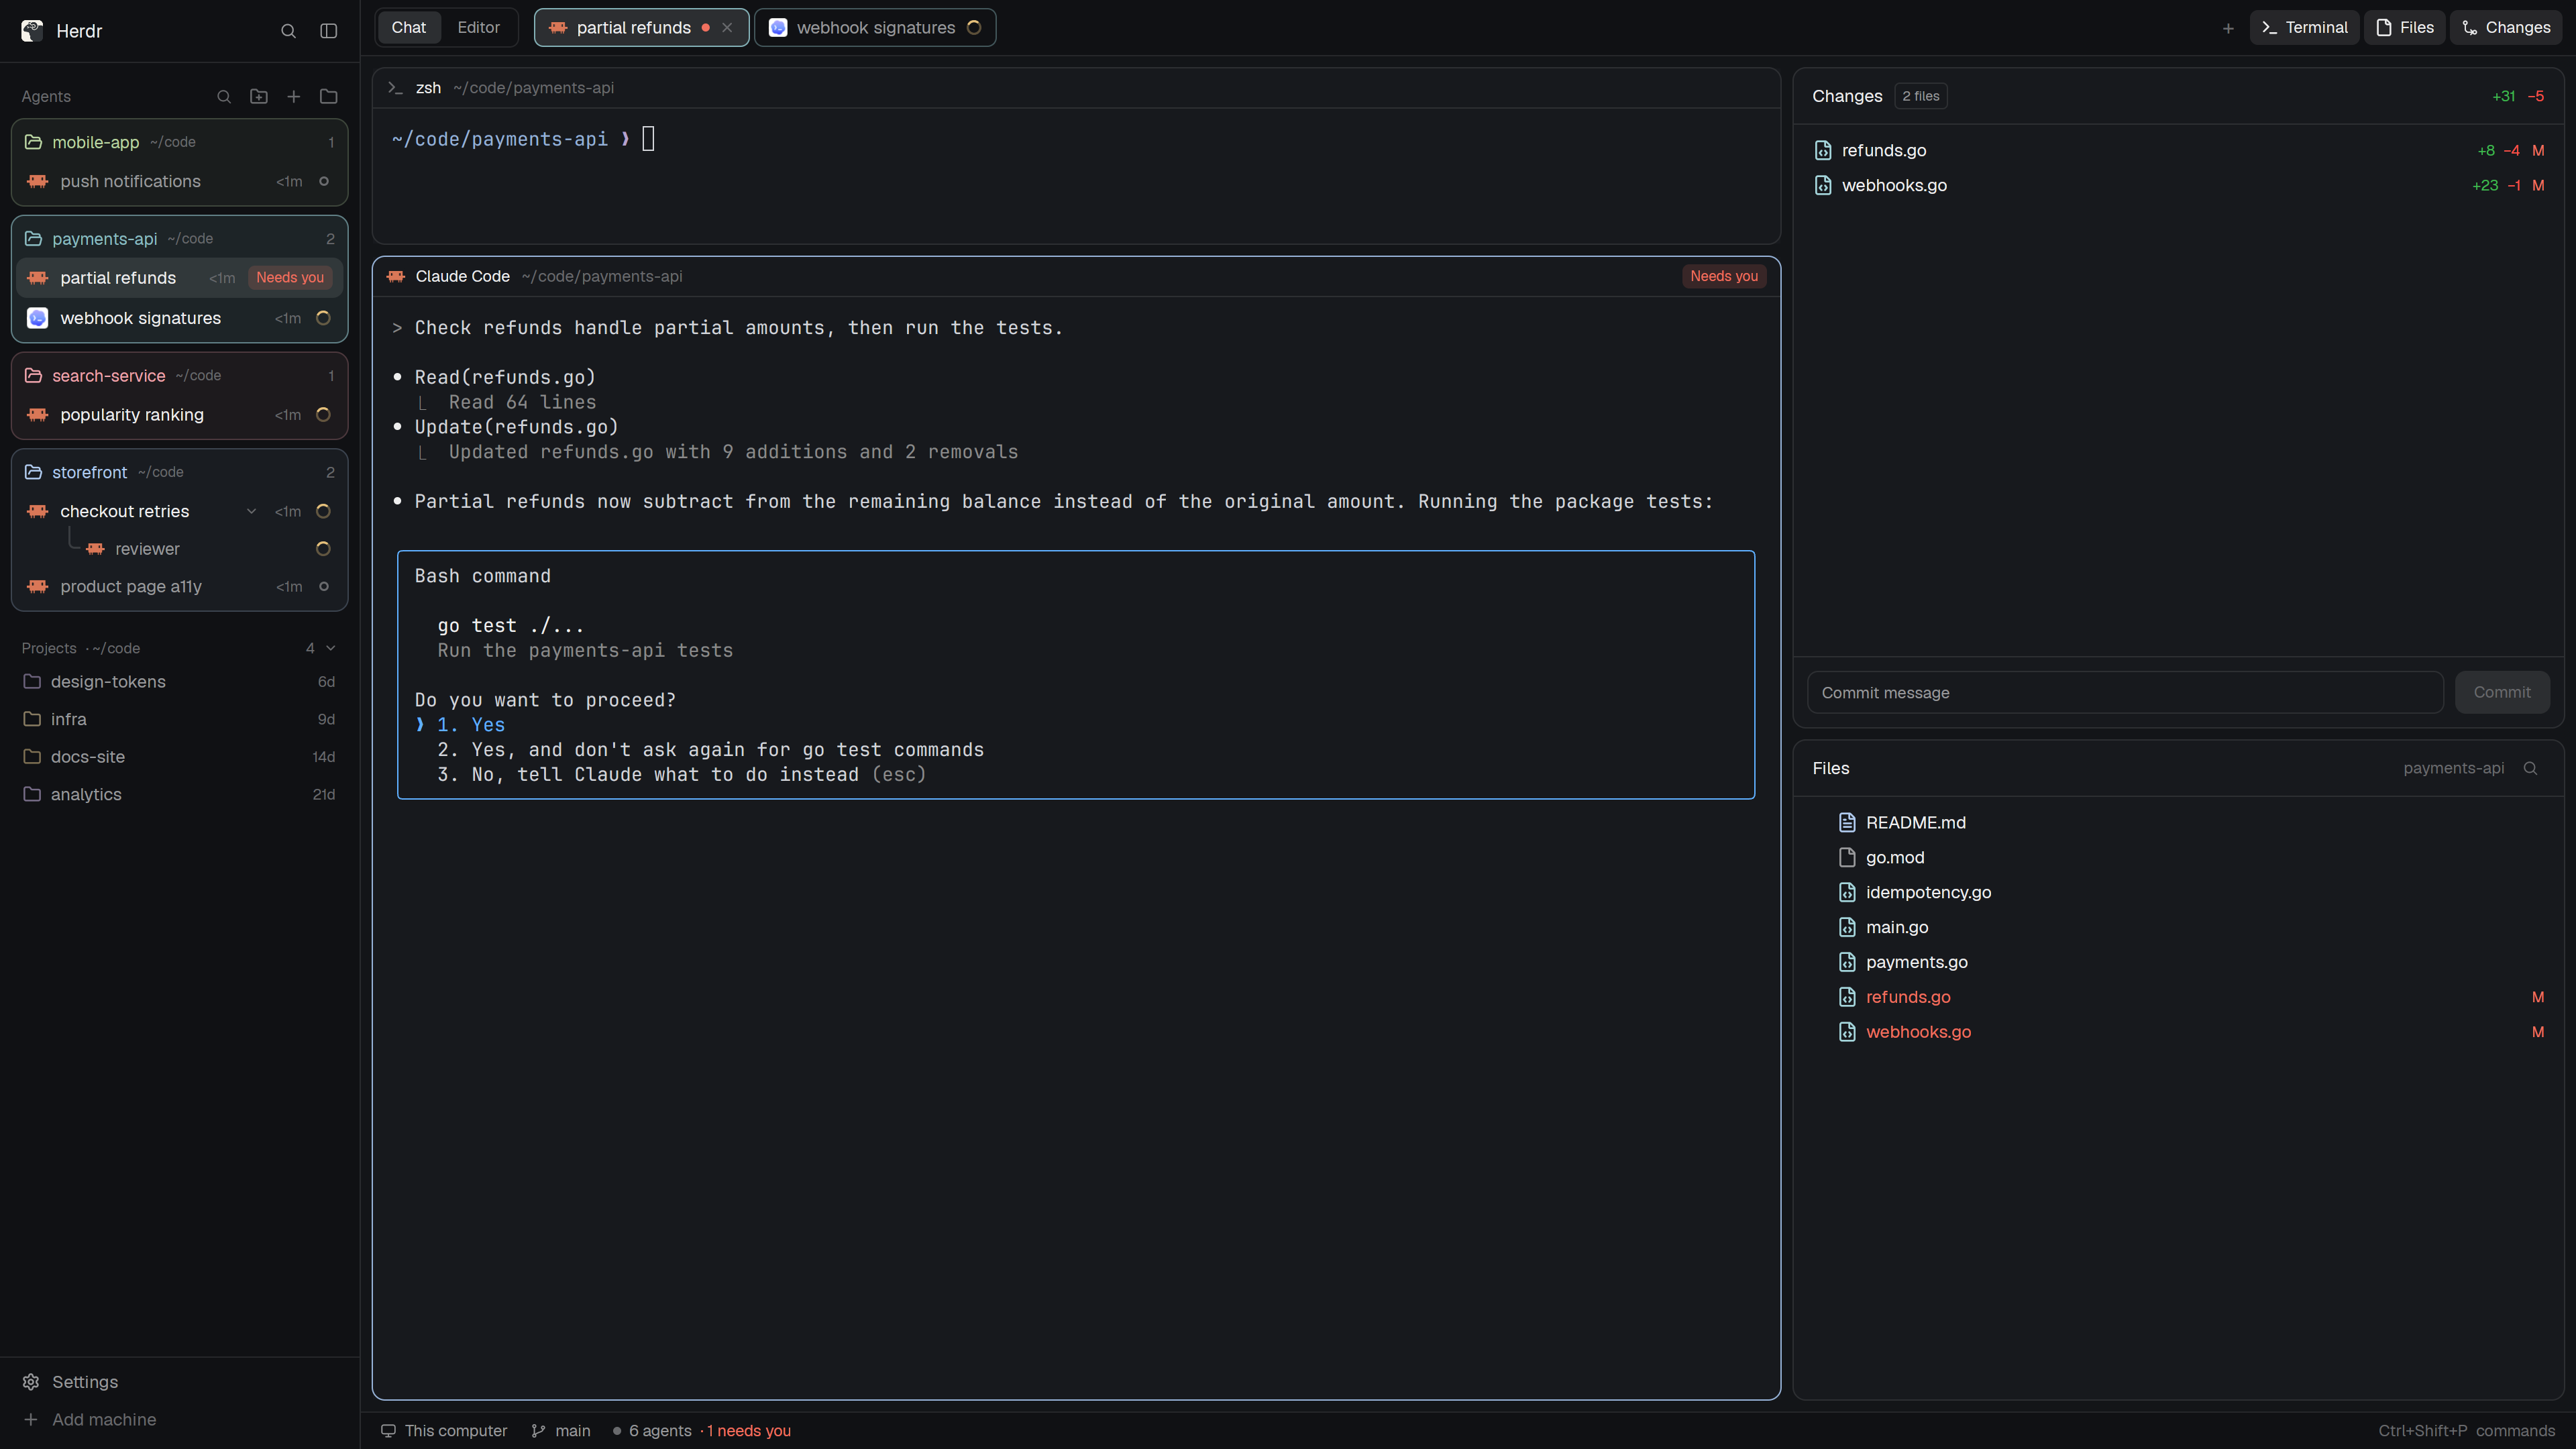 Herdr
Agents
mobile-app ~/code 1
push notifications <1m
payments-api ~/code 2
partial refunds <1m Needs you
webhook signatures <1m
search-service ~/code 1
popularity ranking <1m
storefront ~/code 2
checkout retries <1m
reviewer
product page a11y <1m
Projects · ~/code 4
design-tokens 6d
infra 9d
docs-site 14d
analytics 21d
Settings
Add machine
Chat Editor partial refunds webhook signatures Terminal Files Changes
zsh ~/code/payments-api
~/code/payments-api ❯
Claude Code ~/code/payments-api Needs you
> Check refunds handle partial amounts, then run the tests.
• Read(refunds.go)
⎿ Read 64 lines
• Update(refunds.go)
⎿ Updated refunds.go with 9 additions and 2 removals
• Partial refunds now subtract from the remaining balance instead of the original amount. Running the package tests:
Bash command
go test ./...
Run the payments-api tests
Do you want to proceed?
❯ 1. Yes
2. Yes, and don't ask again for go test commands
3. No, tell Claude what to do instead (esc)
Changes 2 files +31 −5
refunds.go +8 −4 M
webhooks.go +23 −1 M
Commit message Commit
Files payments-api
README.md
go.mod
idempotency.go
main.go
payments.go
refunds.go M
webhooks.go M
This computer main 6 agents · 1 needs you Ctrl+Shift+P commands